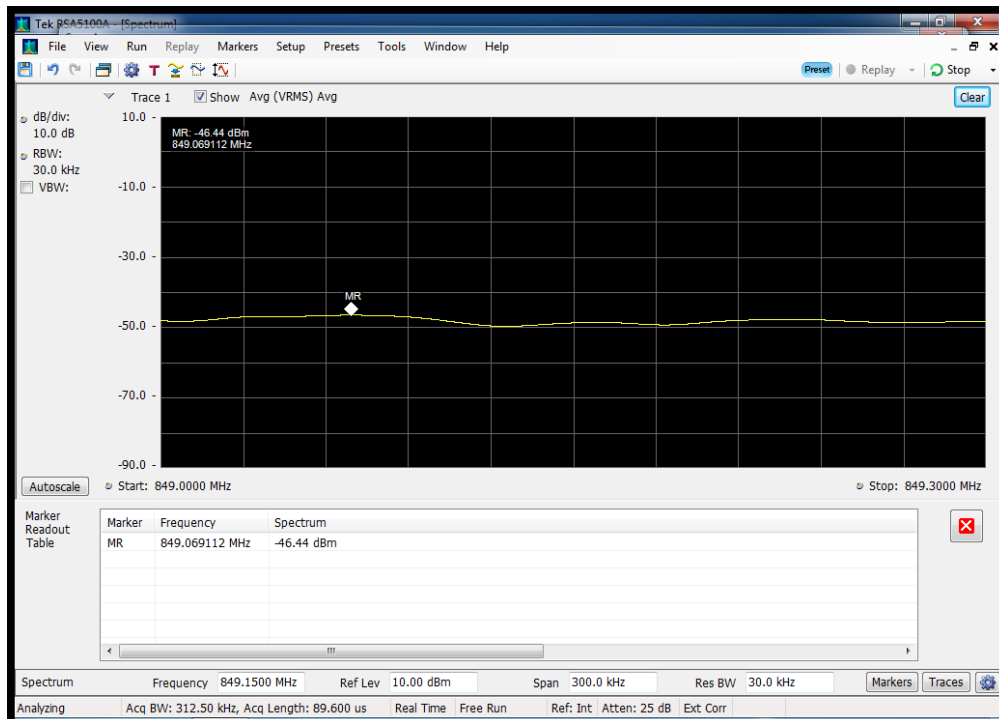 Tek RSA5100A - [Spectrum]
File View Run Replay Markers Setup Presets Tools Window Help
T Preset Replay Stop
Trace 1 Show Avg (VRMS) Avg Clear
dB/div:
10.0 dB
RBW:
30.0 kHz
VBW:
10.0 -
MR: -46.44 dBm
849.069112 MHz
-10.0 -
-30.0 -
MR
-50.0 -
-70.0 -
-90.0 -
Autoscale Start: 849.0000 MHz Stop: 849.3000 MHz
Marker
Readout
Table
Marker Frequency Spectrum
MR 849.069112 MHz -46.44 dBm
Spectrum Frequency 849.1500 MHz Ref Lev 10.00 dBm Span 300.0 kHz Res BW 30.0 kHz Markers Traces
Analyzing Acq BW: 312.50 kHz, Acq Length: 89.600 us Real Time Free Run Ref: Int Atten: 25 dB Ext Corr